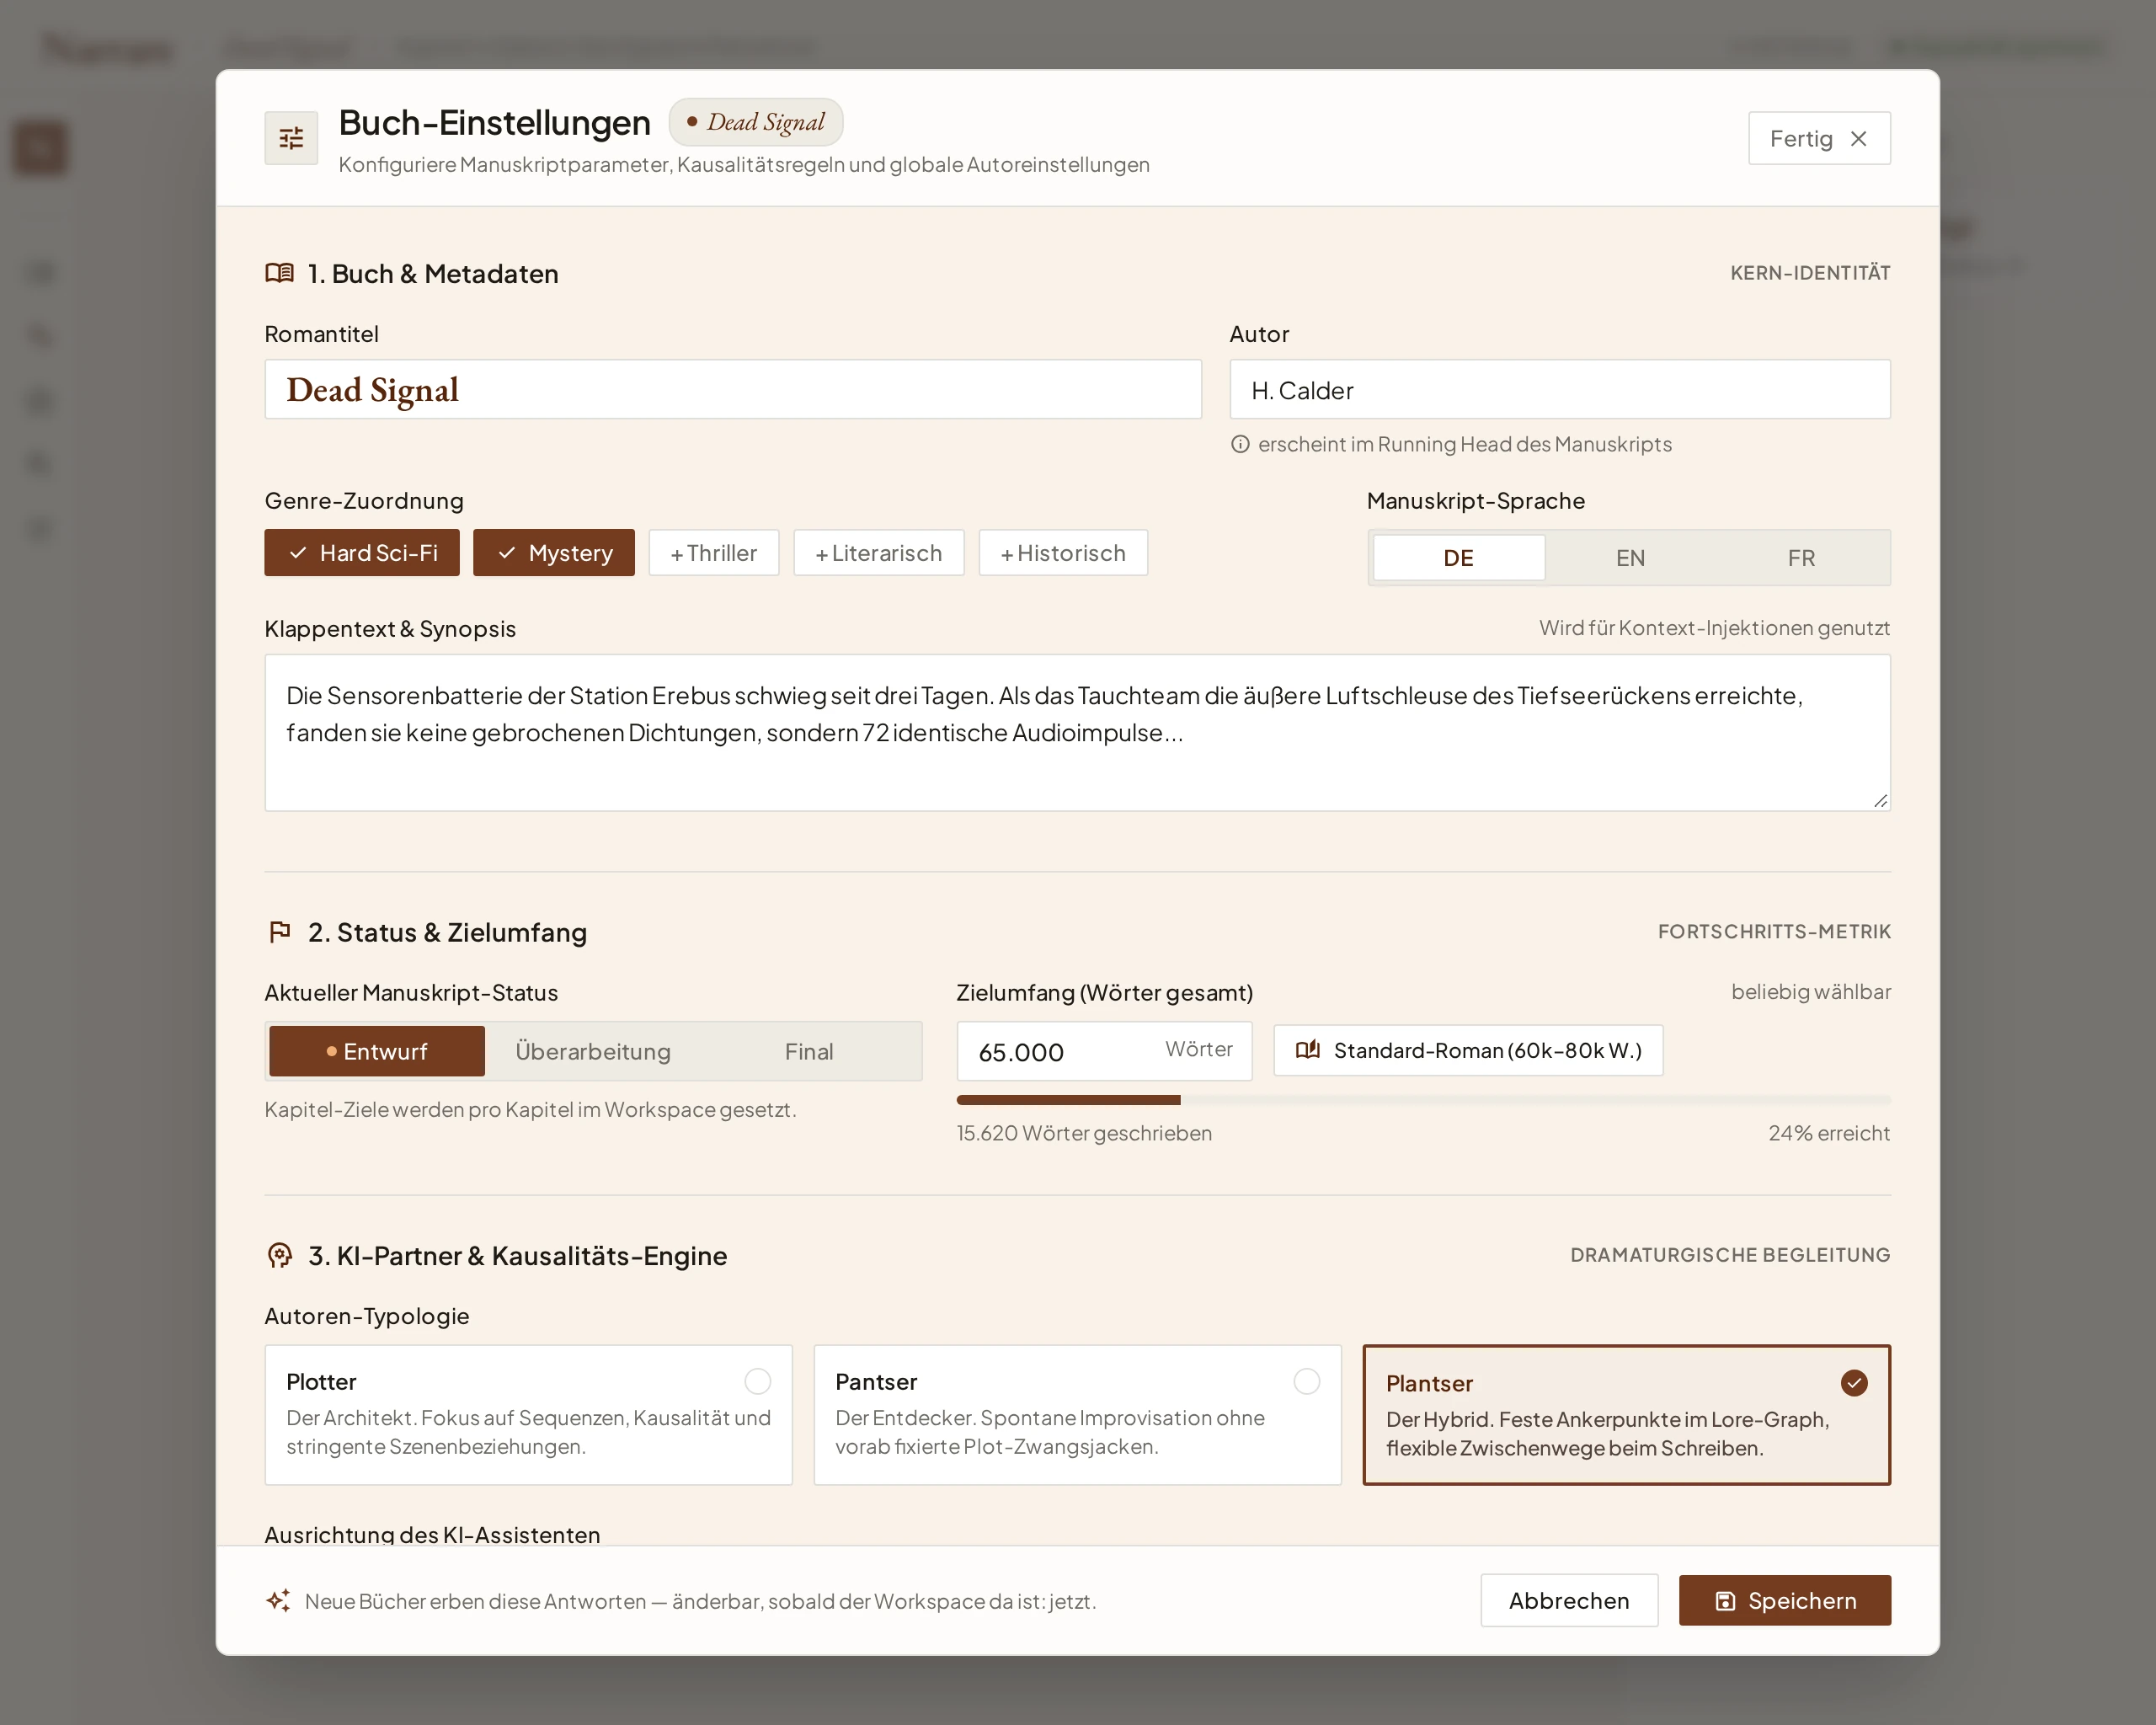 Buch-Einstellungen
Dead Signal
Fertig
Konfiguriere Manuskriptparameter, Kausalitätsregeln und globale Autoreinstellungen
1. Buch & Metadaten
KERN-IDENTITÄT
Romantitel
Autor
Dead Signal
H. Calder
erscheint im Running Head des Manuskripts
Genre-Zuordnung
Manuskript-Sprache
Hard Sci-Fi
Mystery
+ Thriller
+ Literarisch
+ Historisch
DE
EN
FR
Klappentext & Synopsis
Wird für Kontext-Injektionen genutzt
Die Sensorenbatterie der Station Erebus schwieg seit drei Tagen. Als das Tauchteam die äußere Luftschleuse des Tiefseerückens erreichte,
fanden sie keine gebrochenen Dichtungen, sondern 72 identische Audioimpulse...
2. Status & Zielumfang
FORTSCHRITTS-METRIK
Aktueller Manuskript-Status
Zielumfang (Wörter gesamt)
beliebig wählbar
Entwurf
Überarbeitung
Final
65.000
Wörter
Standard-Roman (60k–80k W.)
Kapitel-Ziele werden pro Kapitel im Workspace gesetzt.
15.620 Wörter geschrieben
24% erreicht
3. KI-Partner & Kausalitäts-Engine
DRAMATURGISCHE BEGLEITUNG
Autoren-Typologie
Plotter
Der Architekt. Fokus auf Sequenzen, Kausalität und
stringente Szenenbeziehungen.
Pantser
Der Entdecker. Spontane Improvisation ohne
vorab fixierte Plot-Zwangsjacken.
Plantser
Der Hybrid. Feste Ankerpunkte im Lore-Graph,
flexible Zwischenwege beim Schreiben.
Ausrichtung des KI-Assistenten
Neue Bücher erben diese Antworten — änderbar, sobald der Workspace da ist: jetzt.
Abbrechen
Speichern